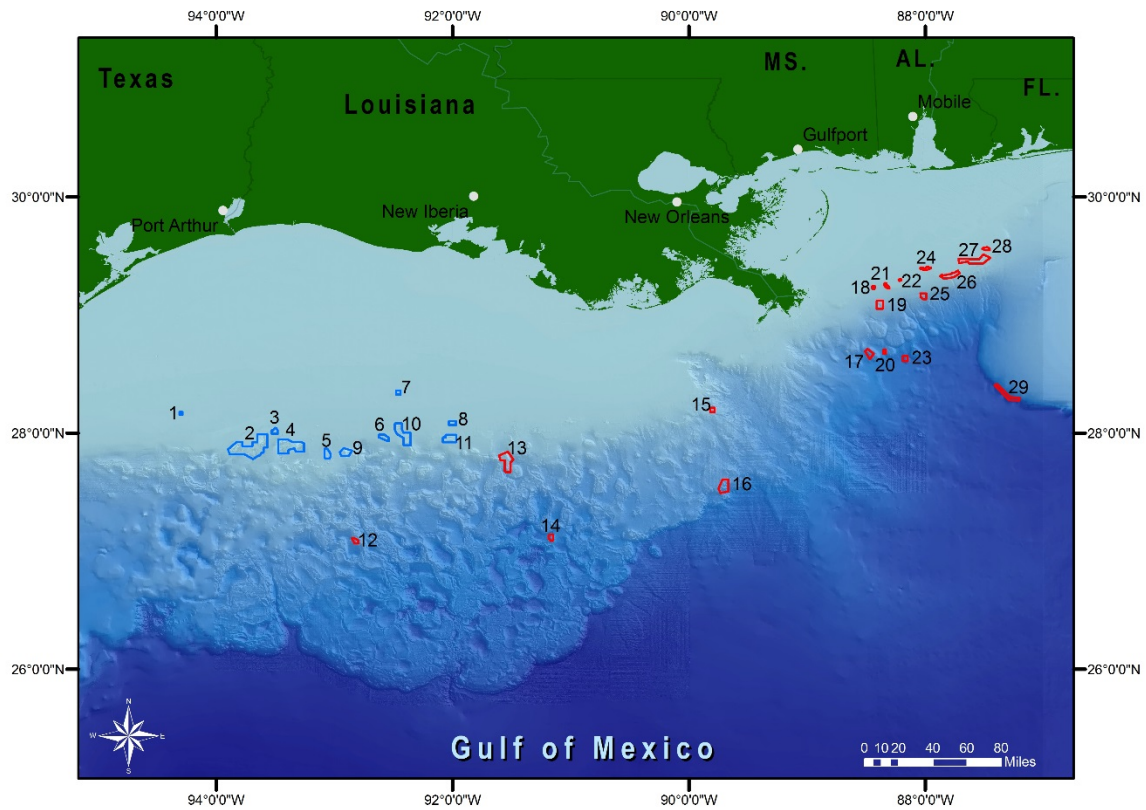 94°0'0"W 92°0'0"W 90°0'0"W 88°0'0"W
MS. AL.
Texas FL.
Louisiana Mobile
Gulfport
30°0'0"N 30°0'0"N
Port Arthur New Iberia New Orleans
28
27
24
21 22 26
18 25
19
17 20 23
7 29
1 3 8 15
2 4 5 6 10
28°0'0"N 9 11 13 28°0'0"N
16
12 14
26°0'0"N 26°0'0"N
N
W E
S
Gulf of Mexico
0 10 20 40 60 80
Miles
94°0'0"W 92°0'0"W 90°0'0"W 88°0'0"W